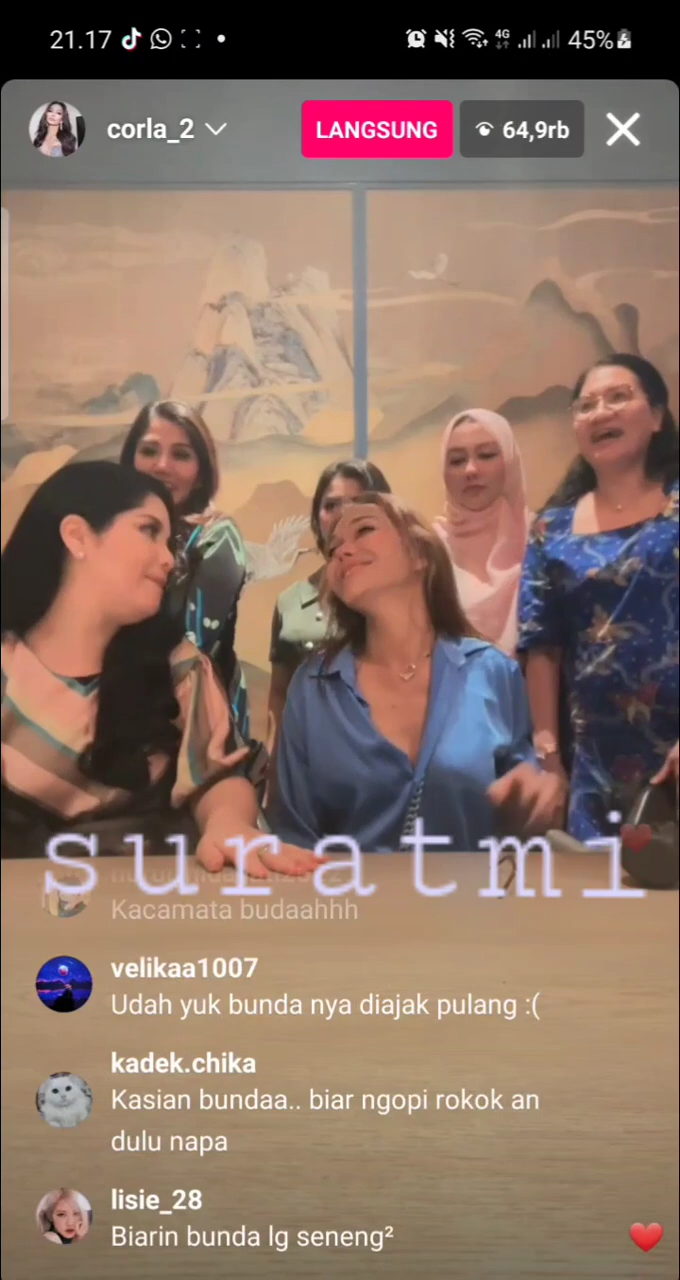 21.17
4G
45%
corla_2
LANGSUNG
64,9rb
suratmi
Kacamata budaahhh
velikaa1007
Udah yuk bunda nya diajak pulang :(
kadek.chika
Kasian bundaa.. biar ngopi rokok an
dulu napa
lisie_28
Biarin bunda lg seneng²